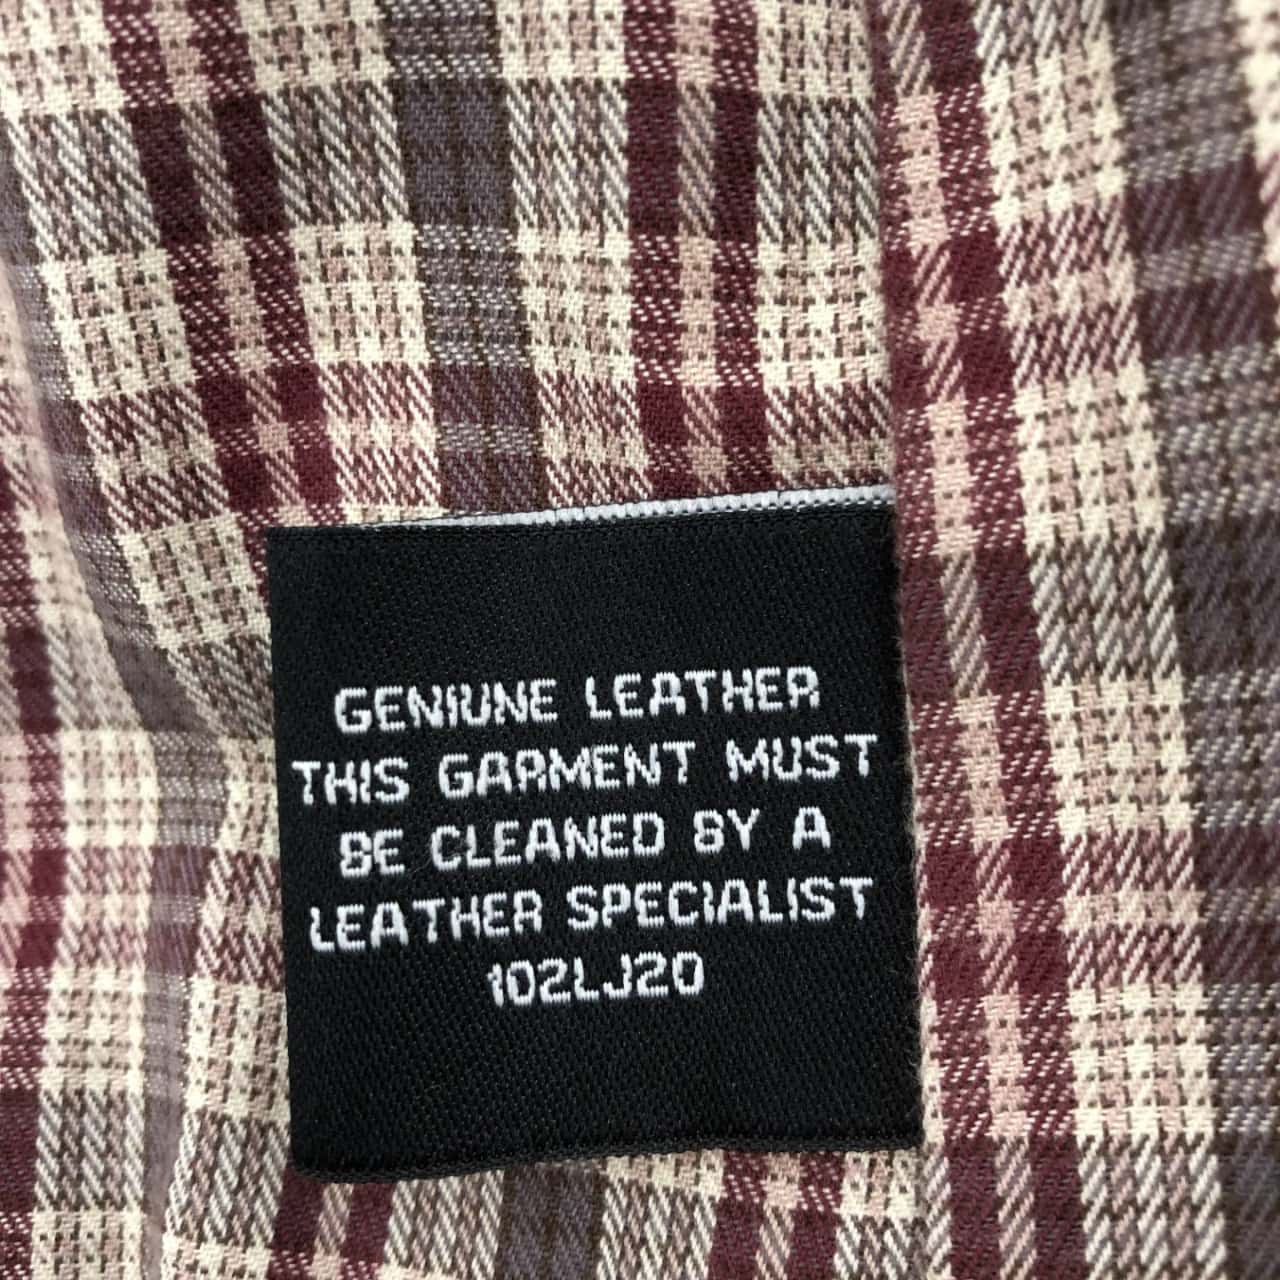 GENIUNE LEATHER
THIS GARMENT MUST
BE CLEANED BY A
LEATHER SPECIALIST
102LJ20